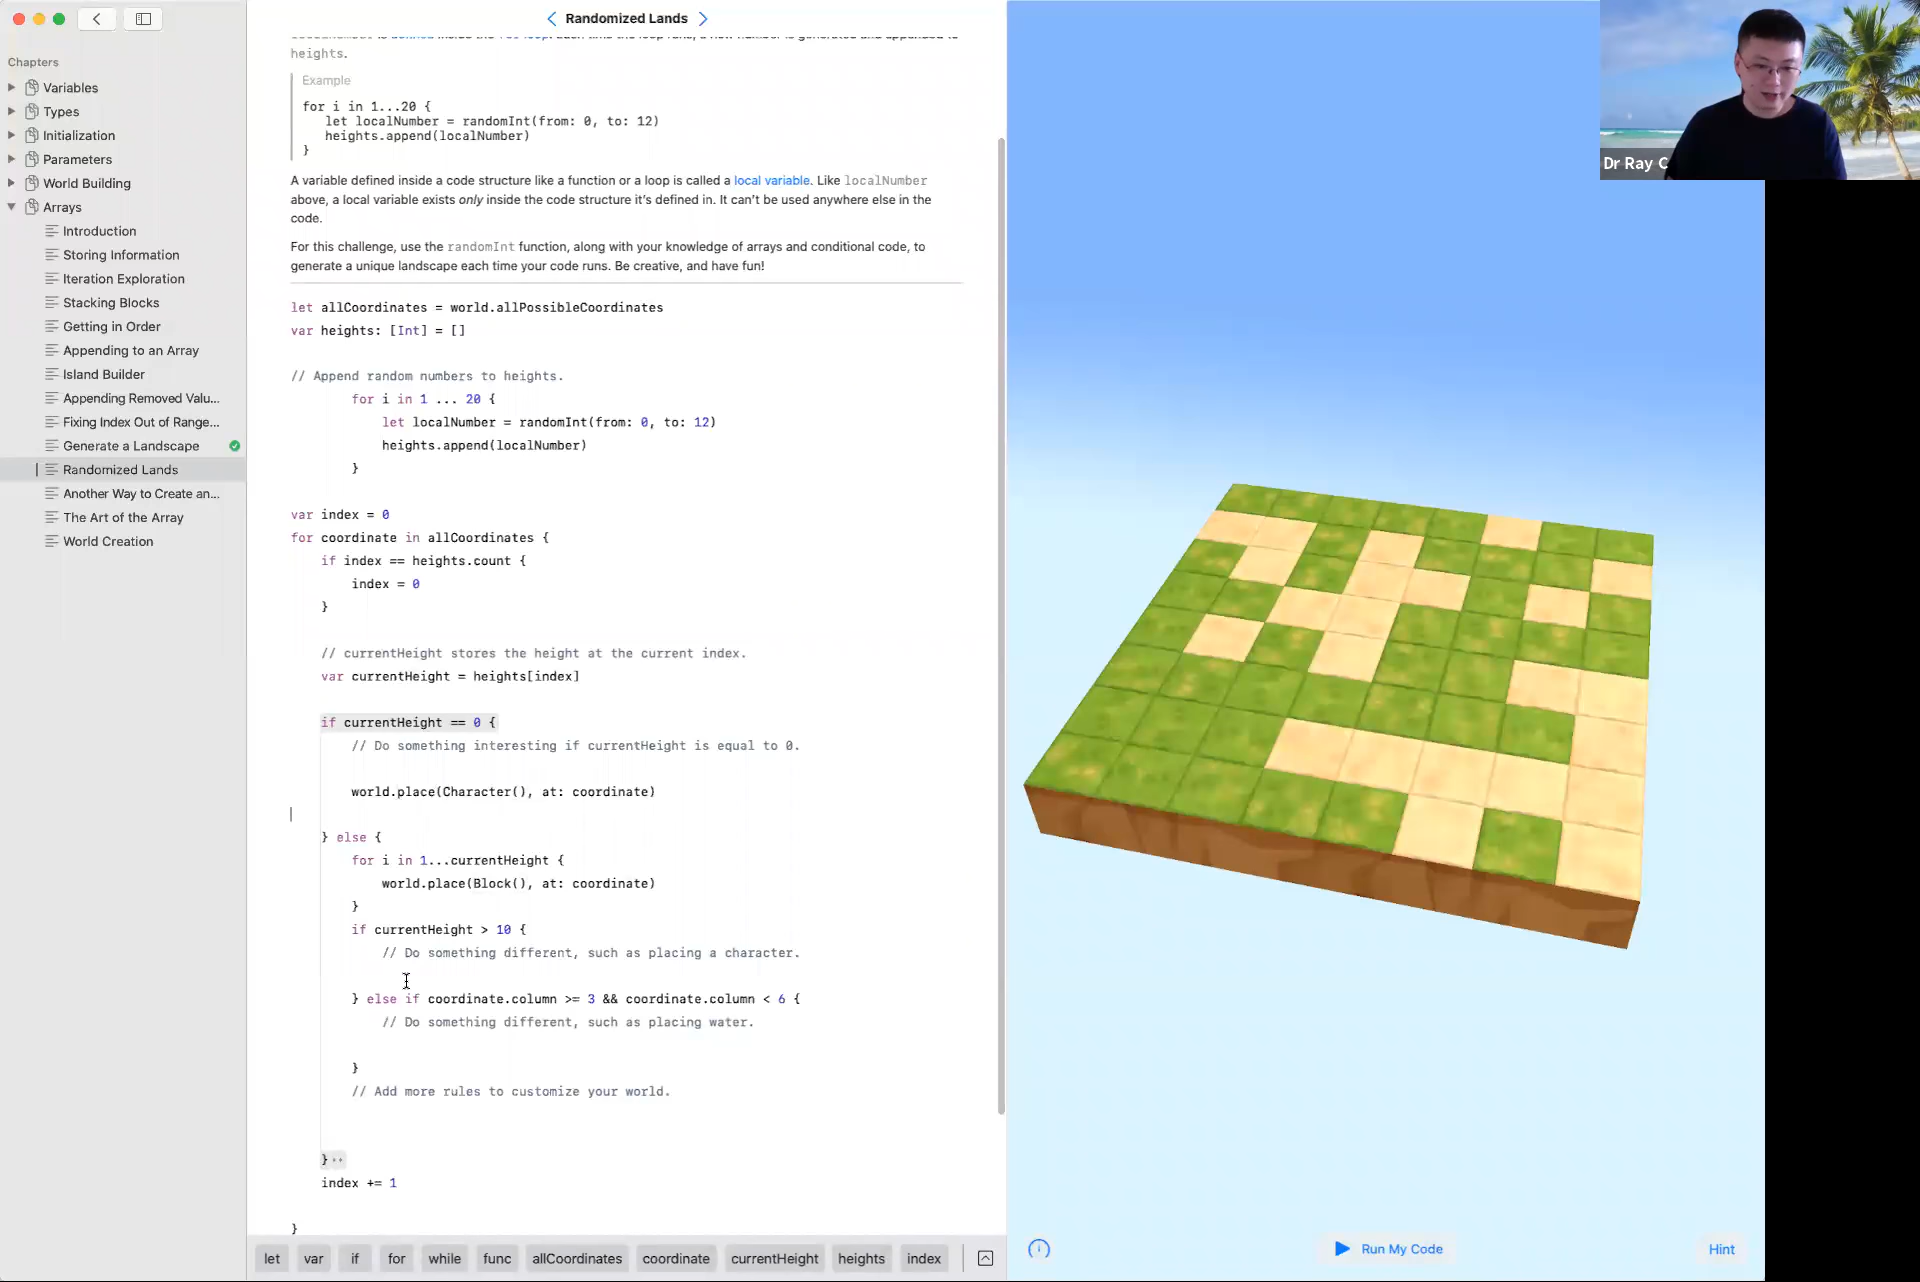 Randomized Lands
heights.
Example
for i in 1...20 {
let localNumber = randomInt(from: 0, to: 12)
heights.append(localNumber)
}
A variable defined inside a code structure like a function or a loop is called a local variable. Like localNumber
above, a local variable exists only inside the code structure it's defined in. It can't be used anywhere else in the
code.
For this challenge, use the randomInt function, along with your knowledge of arrays and conditional code, to
generate a unique landscape each time your code runs. Be creative, and have fun!
Chapters
Variables
Types
Initialization
Parameters
World Building
Arrays
Introduction
Storing Information
Iteration Exploration
Stacking Blocks
Getting in Order
Appending to an Array
Island Builder
Appending Removed Valu...
Fixing Index Out of Range...
Generate a Landscape
Randomized Lands
Another Way to Create an...
The Art of the Array
World Creation
let allCoordinates = world.allPossibleCoordinates
var heights: [Int] = []
// Append random numbers to heights.
for i in 1 ... 20 {
let localNumber = randomInt(from: 0, to: 12)
heights.append(localNumber)
}
var index = 0
for coordinate in allCoordinates {
if index == heights.count {
index = 0
}
// currentHeight stores the height at the current index.
var currentHeight = heights[index]
if currentHeight == 0 {
// Do something interesting if currentHeight is equal to 0.
world.place(Character(), at: coordinate)
} else {
for i in 1...currentHeight {
world.place(Block(), at: coordinate)
}
if currentHeight > 10 {
// Do something different, such as placing a character.
} else if coordinate.column >= 3 && coordinate.column < 6 {
// Do something different, such as placing water.
}
// Add more rules to customize your world.
}
index += 1
}
let var if for while func allCoordinates coordinate currentHeight heights index
Run My Code
Hint
Dr Ray C